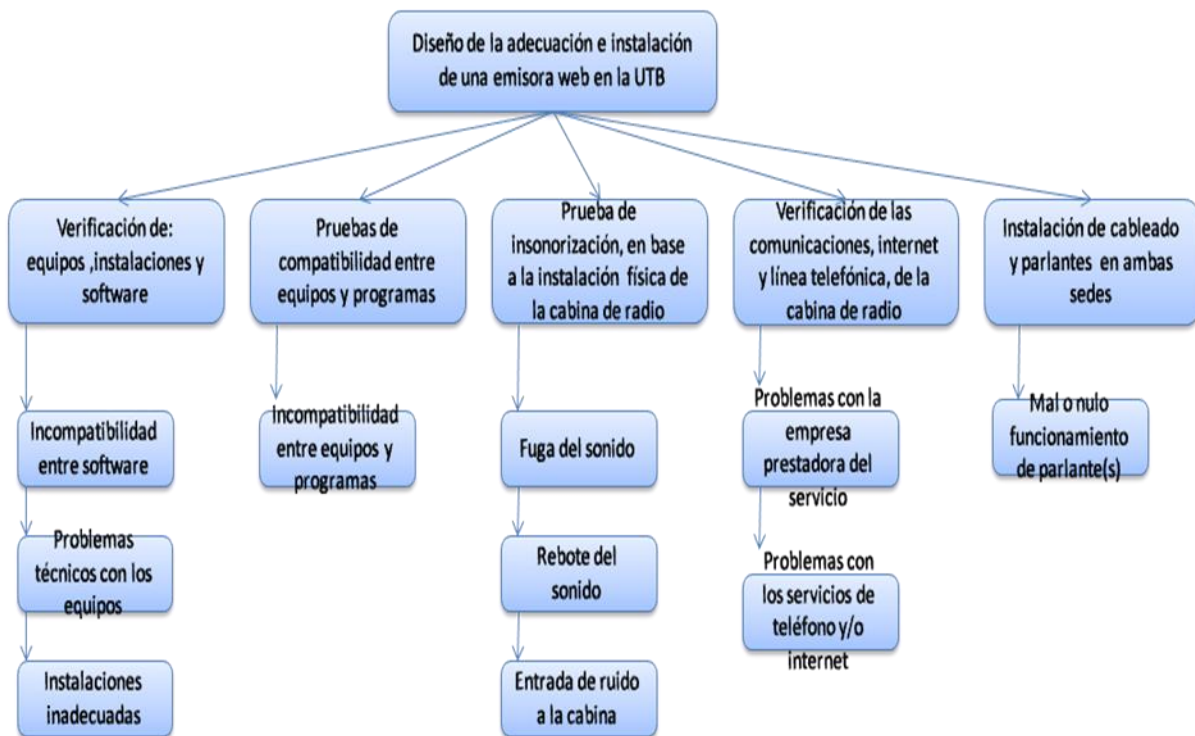 Diseño de la adecuación e instalación
de una emisora web en la UTB
Verificación de:
equipos ,instalaciones y
software
Pruebas de
compatibilidad entre
equipos y programas
Prueba de
insonorización, en base
a la instalación física de
la cabina de radio
Verificación de las
comunicaciones, internet
y línea telefónica, de la
cabina de radio
Instalación de cableado
y parlantes en ambas
sedes
Incompatibilidad
entre software
Incompatibilidad
entre equipos y
programas
Fuga del sonido
Problemas con la
empresa
prestadora del
servicio
Mal o nulo
funcionamiento
de parlante(s)
Problemas
técnicos con los
equipos
Rebote del
sonido
Problemas con
los servicios de
teléfono y/o
internet
Instalaciones
inadecuadas
Entrada de ruido
a la cabina